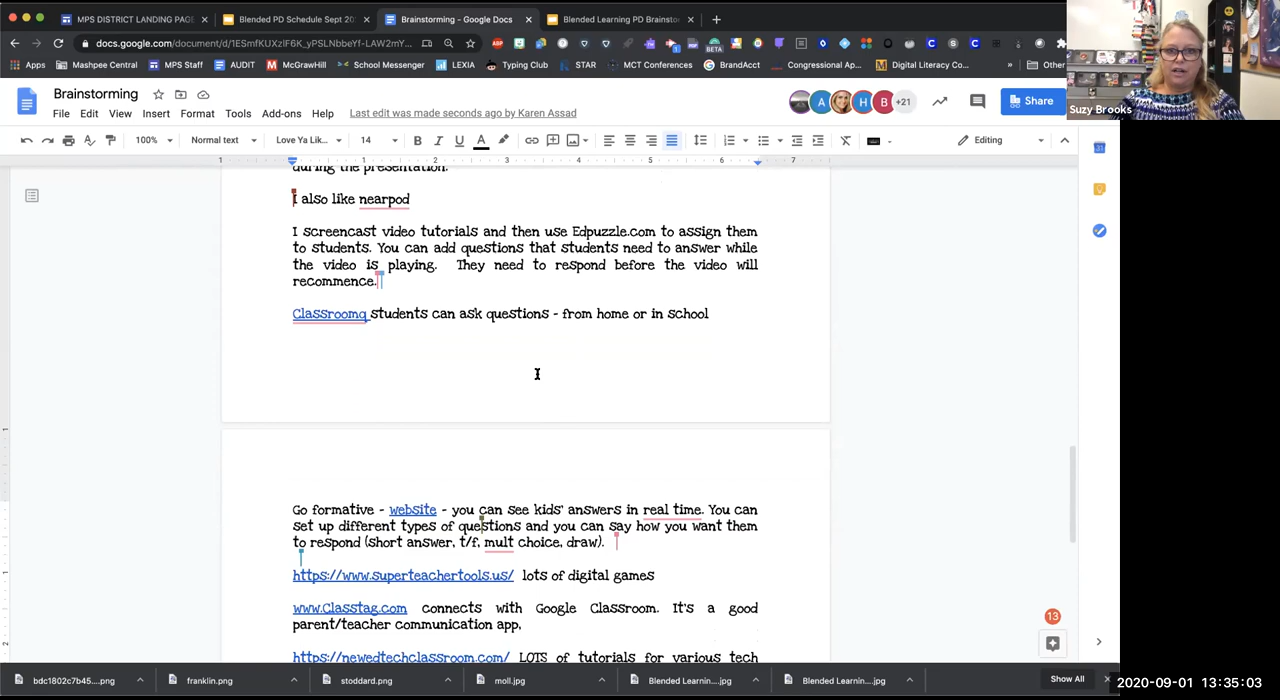 MPS DISTRICT LANDING PAG
Blended PD Schedule Sept 20
Brainstorming - Google Docs
Blended Learning PD Brainsto
docs.google.com/document/d/1ESmfKUXzIF6K_yPSLNbbeYf-LAW2mY...
Apps
Mashpee Central
MPS Staff
AUDIT
McGrawHill
School Messenger
LEXIA
Typing Club
STAR
MCT Conferences
BrandAcct
Congressional Ap...
Digital Literacy Co...
Other
Suzy Brooks
Brainstorming
File Edit View Insert Format Tools Add-ons Help
Last edit was made seconds ago by Karen Assad
A H B +21
Share
100% Normal text Love Ya Lik... 14
Editing
1 1 2 3 4 5 6 7
during the presentation.
I also like nearpod
I screencast video tutorials and then use Edpuzzle.com to assign them
to students. You can add questions that students need to answer while
the video is playing. They need to respond before the video will
recommence.
Classroomq students can ask questions - from home or in school
Go formative - website - you can see kids' answers in real time. You can
set up different types of questions and you can say how you want them
to respond (short answer, t/f, mult choice, draw).
https://www.superteachertools.us/ lots of digital games
www.Classtag.com connects with Google Classroom. It's a good
parent/teacher communication app,
https://newedtechclassroom.com/ LOTS of tutorials for various tech
13
bdc1802c7b45....png
franklin.png
stoddard.png
moll.jpg
Blended Learnin....jpg
Blended Learnin....jpg
Show All
2020-09-01 13:35:03